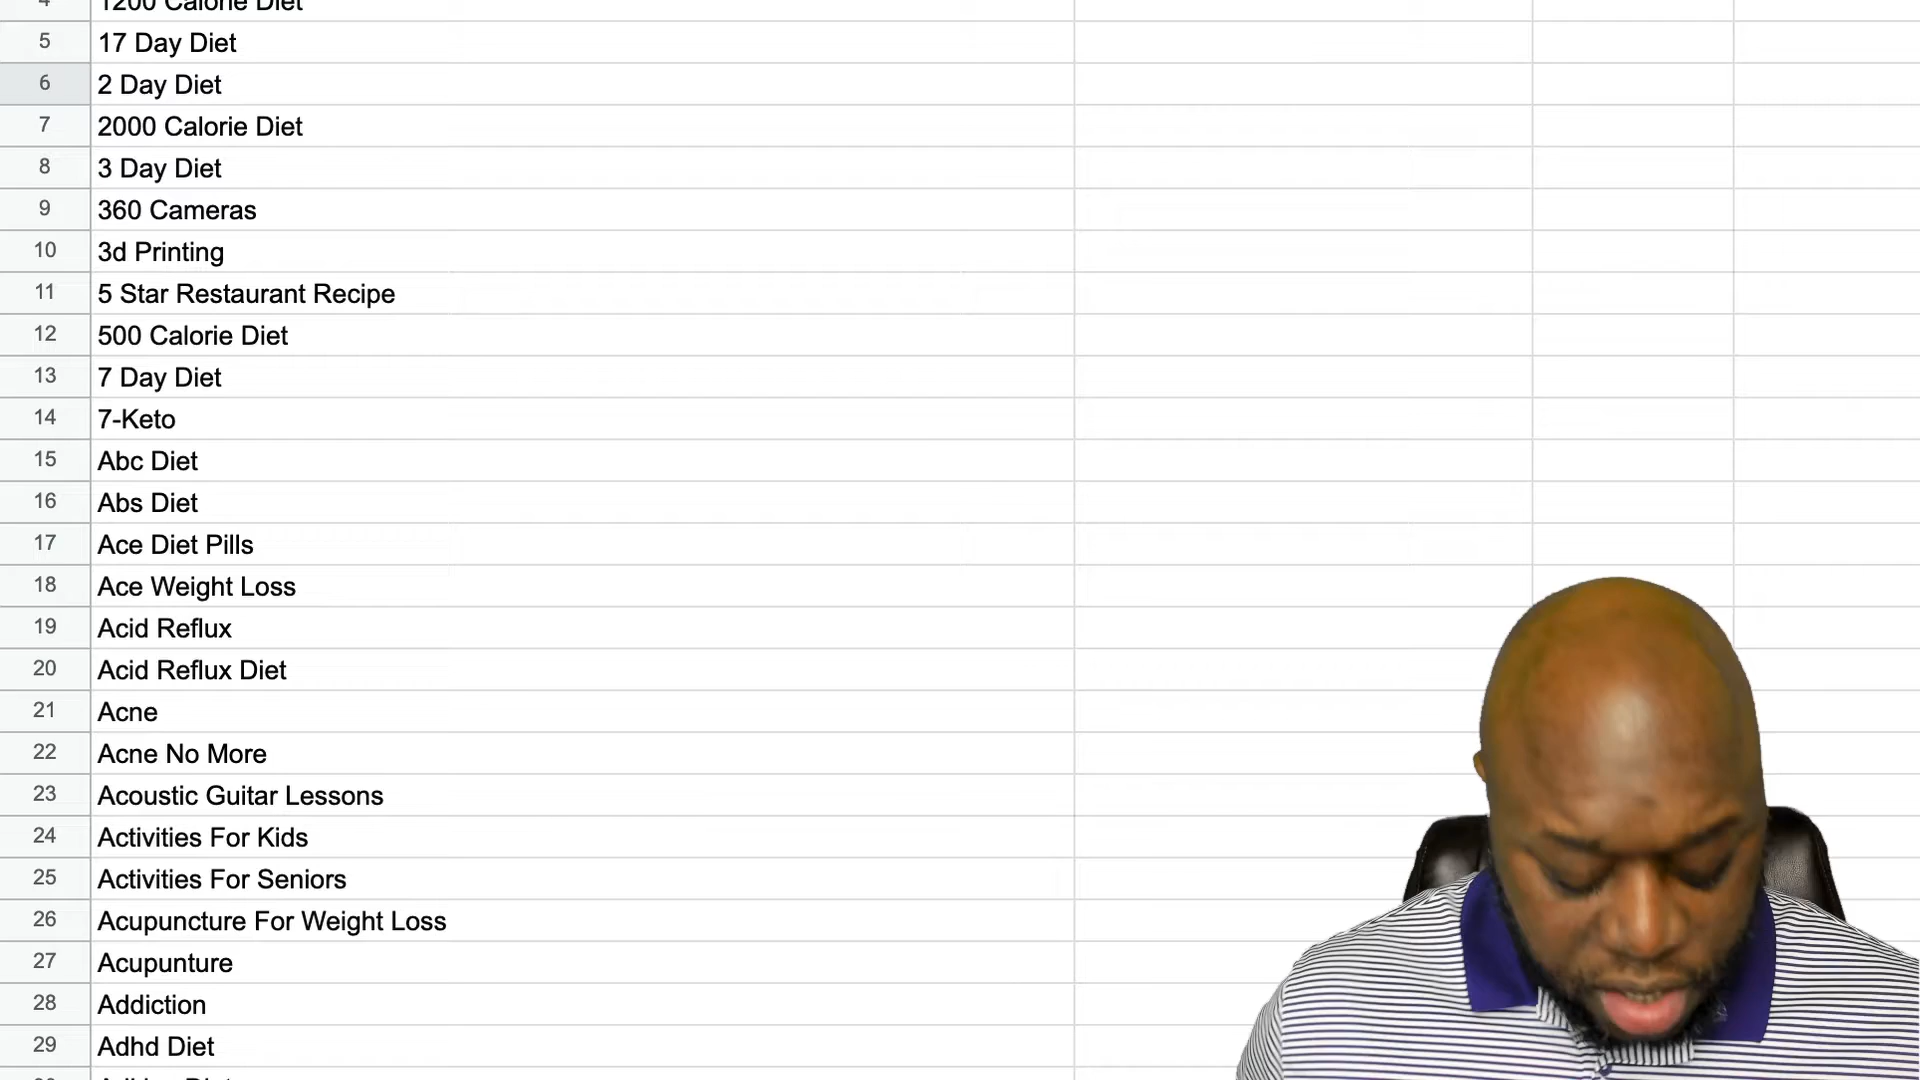 4 1200 Calorie Diet
5 17 Day Diet
6 2 Day Diet
7 2000 Calorie Diet
8 3 Day Diet
9 360 Cameras
10 3d Printing
11 5 Star Restaurant Recipe
12 500 Calorie Diet
13 7 Day Diet
14 7-Keto
15 Abc Diet
16 Abs Diet
17 Ace Diet Pills
18 Ace Weight Loss
19 Acid Reflux
20 Acid Reflux Diet
21 Acne
22 Acne No More
23 Acoustic Guitar Lessons
24 Activities For Kids
25 Activities For Seniors
26 Acupuncture For Weight Loss
27 Acupunture
28 Addiction
29 Adhd Diet